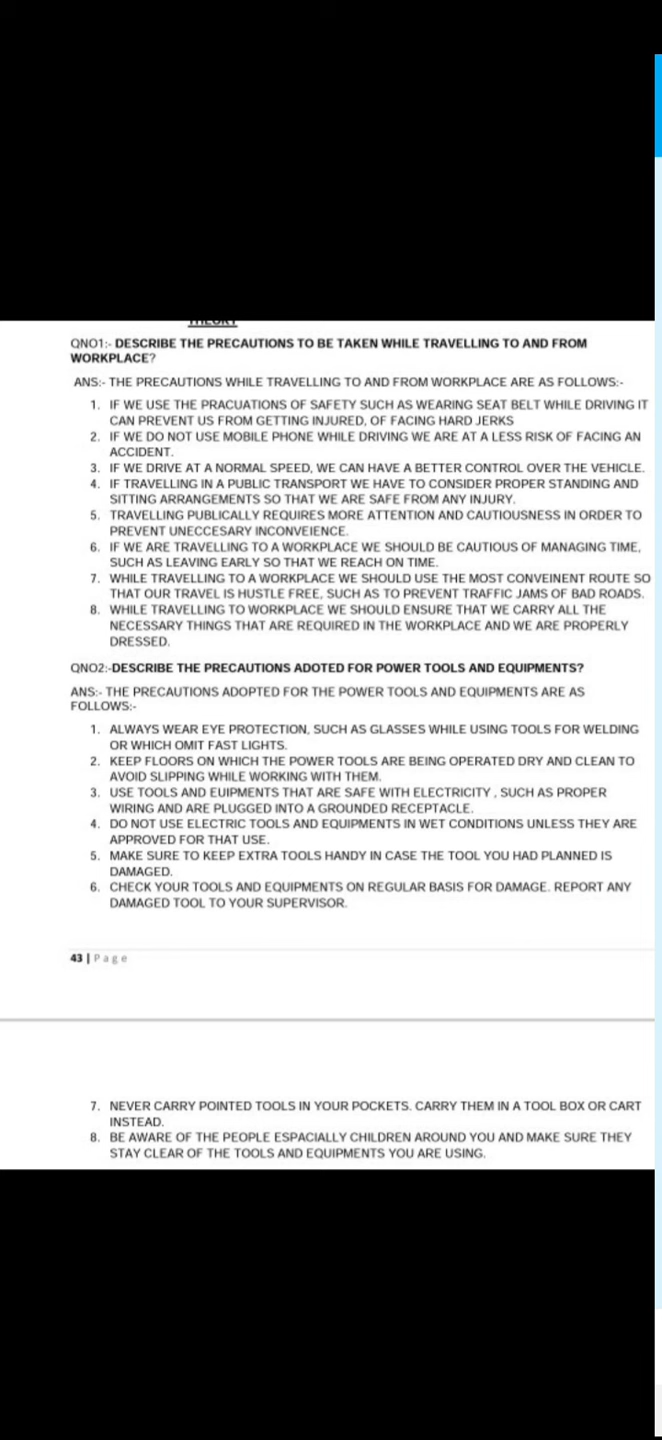 THEORY
QNO1:- DESCRIBE THE PRECAUTIONS TO BE TAKEN WHILE TRAVELLING TO AND FROM
WORKPLACE?
ANS:- THE PRECAUTIONS WHILE TRAVELLING TO AND FROM WORKPLACE ARE AS FOLLOWS:-
1. IF WE USE THE PRACUATIONS OF SAFETY SUCH AS WEARING SEAT BELT WHILE DRIVING IT
CAN PREVENT US FROM GETTING INJURED, OF FACING HARD JERKS
2. IF WE DO NOT USE MOBILE PHONE WHILE DRIVING WE ARE AT A LESS RISK OF FACING AN
ACCIDENT.
3. IF WE DRIVE AT A NORMAL SPEED, WE CAN HAVE A BETTER CONTROL OVER THE VEHICLE.
4. IF TRAVELLING IN A PUBLIC TRANSPORT WE HAVE TO CONSIDER PROPER STANDING AND
SITTING ARRANGEMENTS SO THAT WE ARE SAFE FROM ANY INJURY.
5. TRAVELLING PUBLICALLY REQUIRES MORE ATTENTION AND CAUTIOUSNESS IN ORDER TO
PREVENT UNECCESARY INCONVEIENCE.
6. IF WE ARE TRAVELLING TO A WORKPLACE WE SHOULD BE CAUTIOUS OF MANAGING TIME,
SUCH AS LEAVING EARLY SO THAT WE REACH ON TIME.
7. WHILE TRAVELLING TO A WORKPLACE WE SHOULD USE THE MOST CONVEINENT ROUTE SO
THAT OUR TRAVEL IS HUSTLE FREE, SUCH AS TO PREVENT TRAFFIC JAMS OF BAD ROADS.
8. WHILE TRAVELLING TO WORKPLACE WE SHOULD ENSURE THAT WE CARRY ALL THE
NECESSARY THINGS THAT ARE REQUIRED IN THE WORKPLACE AND WE ARE PROPERLY
DRESSED.
QNO2:-DESCRIBE THE PRECAUTIONS ADOTED FOR POWER TOOLS AND EQUIPMENTS?
ANS:- THE PRECAUTIONS ADOPTED FOR THE POWER TOOLS AND EQUIPMENTS ARE AS
FOLLOWS:-
1. ALWAYS WEAR EYE PROTECTION, SUCH AS GLASSES WHILE USING TOOLS FOR WELDING
OR WHICH OMIT FAST LIGHTS.
2. KEEP FLOORS ON WHICH THE POWER TOOLS ARE BEING OPERATED DRY AND CLEAN TO
AVOID SLIPPING WHILE WORKING WITH THEM.
3. USE TOOLS AND EUIPMENTS THAT ARE SAFE WITH ELECTRICITY , SUCH AS PROPER
WIRING AND ARE PLUGGED INTO A GROUNDED RECEPTACLE.
4. DO NOT USE ELECTRIC TOOLS AND EQUIPMENTS IN WET CONDITIONS UNLESS THEY ARE
APPROVED FOR THAT USE.
5. MAKE SURE TO KEEP EXTRA TOOLS HANDY IN CASE THE TOOL YOU HAD PLANNED IS
DAMAGED.
6. CHECK YOUR TOOLS AND EQUIPMENTS ON REGULAR BASIS FOR DAMAGE. REPORT ANY
DAMAGED TOOL TO YOUR SUPERVISOR.
43 | Page
7. NEVER CARRY POINTED TOOLS IN YOUR POCKETS. CARRY THEM IN A TOOL BOX OR CART
INSTEAD.
8. BE AWARE OF THE PEOPLE ESPACIALLY CHILDREN AROUND YOU AND MAKE SURE THEY
STAY CLEAR OF THE TOOLS AND EQUIPMENTS YOU ARE USING.